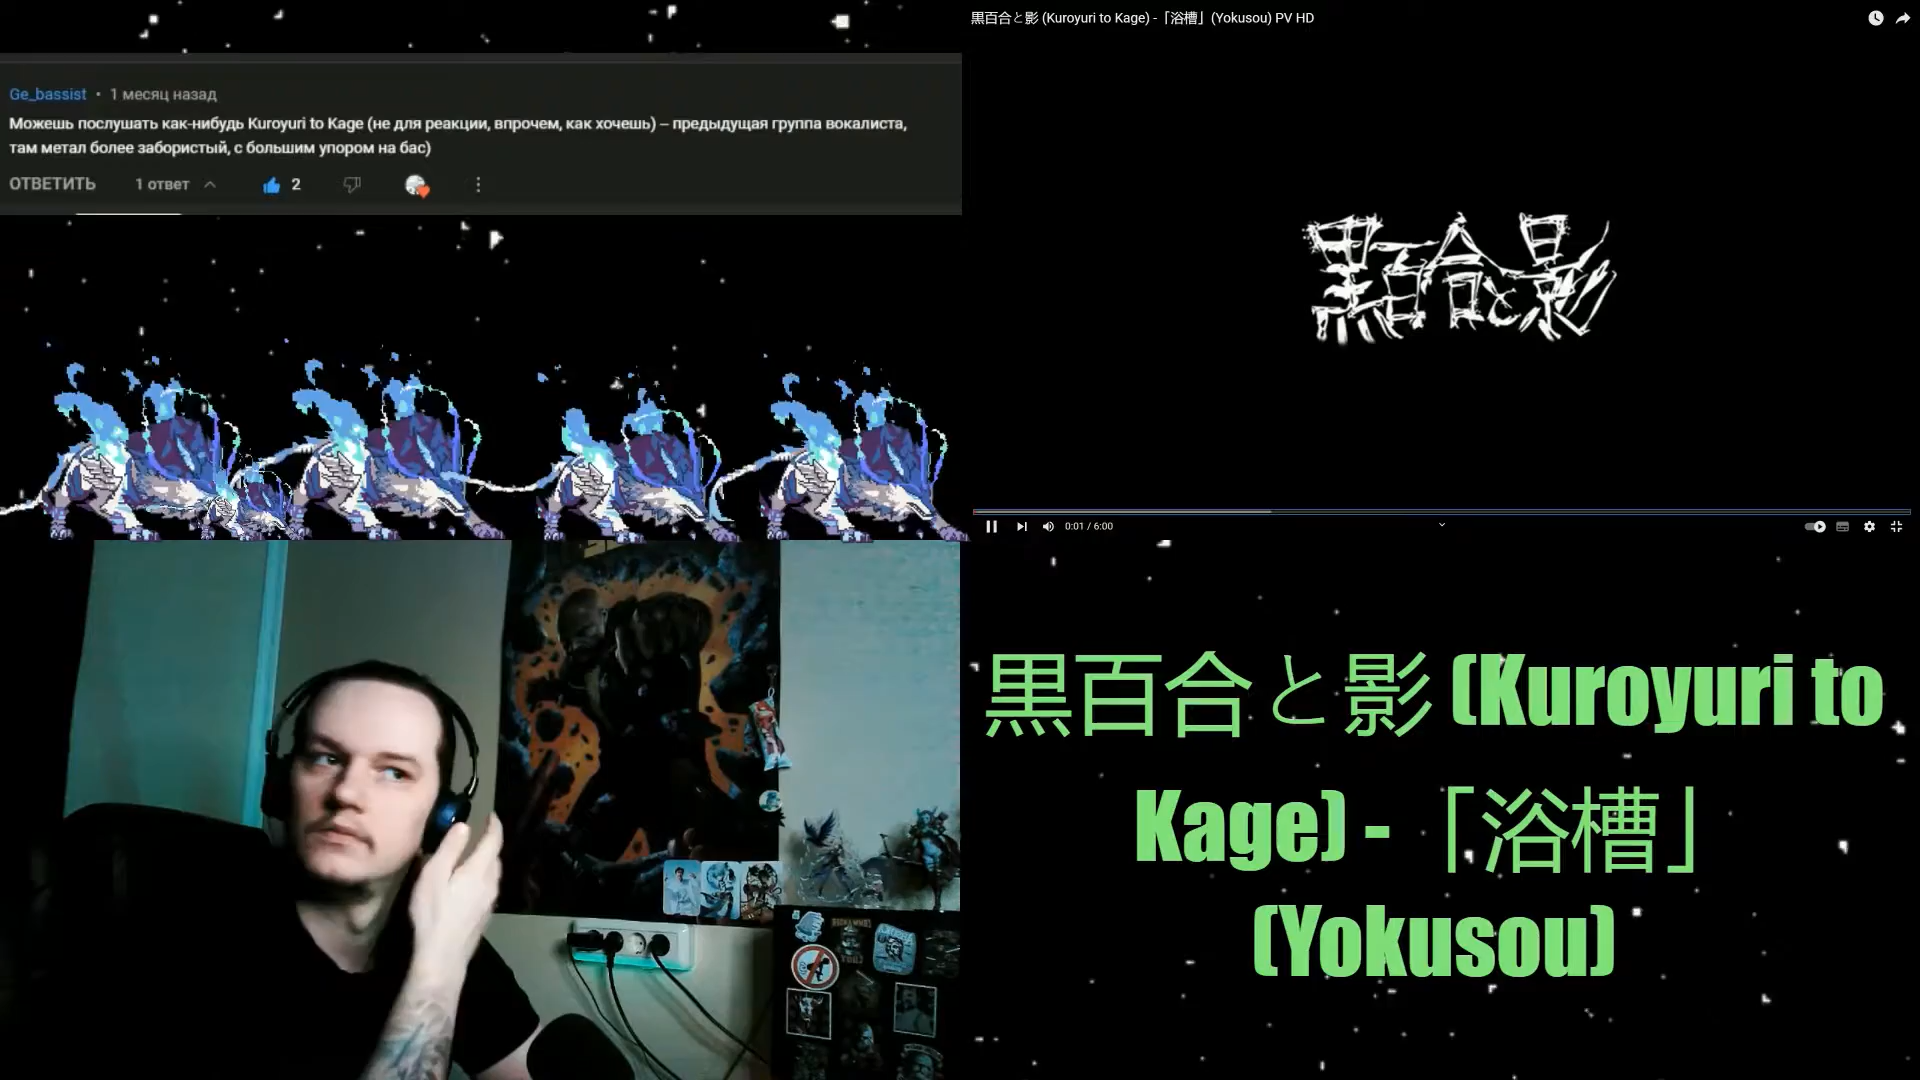 Ge_bassist • 1 месяц назад
Можешь послушать как-нибудь Kuroyuri to Kage (не для реакции, впрочем, как хочешь) – предыдущая группа вокалиста,
там метал более забористый, с большим упором на бас)
ОТВЕТИТЬ 1 ответ 2
黒百合と影 (Kuroyuri to Kage) -「浴槽」(Yokusou) PV HD
黒百合と影
0:01 / 6:00
黒百合と影 (Kuroyuri to
Kage) -「浴槽」
(Yokusou)